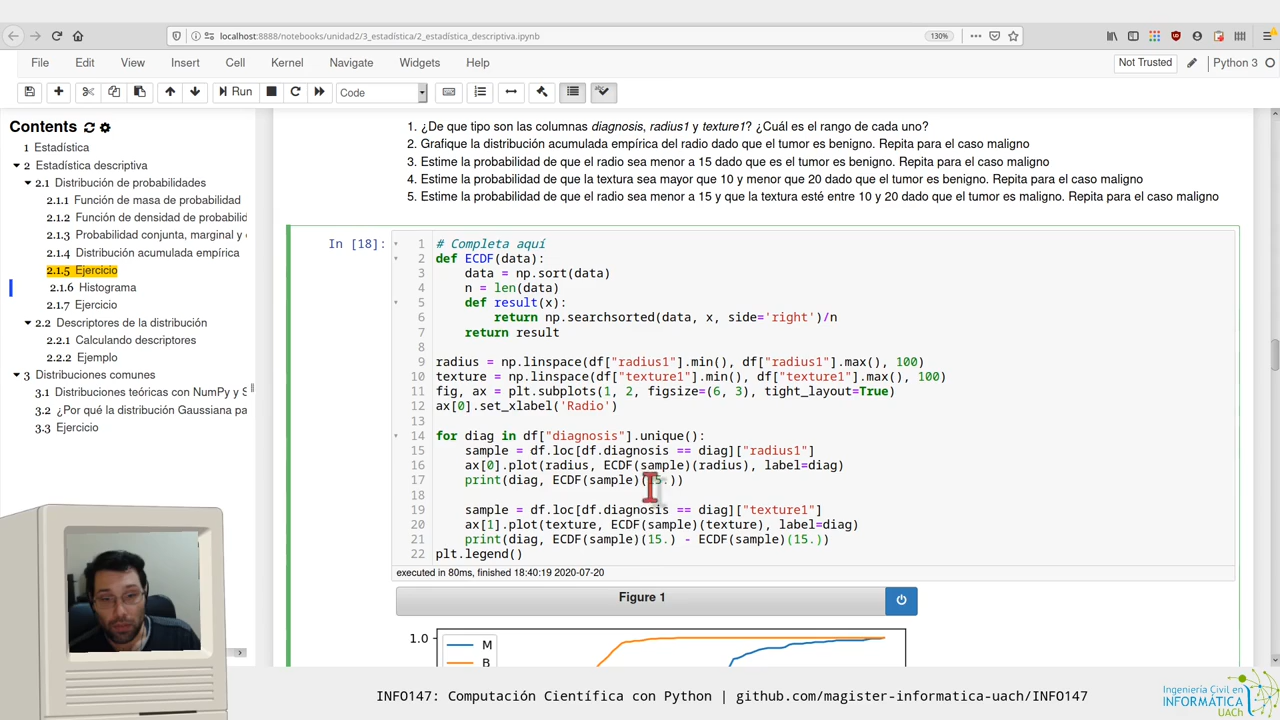 localhost:8888/notebooks/unidad2/3_estadística/2_estadística_descriptiva.ipynb
130%
File Edit View Insert Cell Kernel Navigate Widgets Help
Not Trusted
Python 3
Run
Code
Contents
1 Estadística
2 Estadística descriptiva
2.1 Distribución de probabilidades
2.1.1 Función de masa de probabilidad
2.1.2 Función de densidad de probabilid
2.1.3 Probabilidad conjunta, marginal y
2.1.4 Distribución acumulada empírica
2.1.5 Ejercicio
2.1.6 Histograma
2.1.7 Ejercicio
2.2 Descriptores de la distribución
2.2.1 Calculando descriptores
2.2.2 Ejemplo
3 Distribuciones comunes
3.1 Distribuciones teóricas con NumPy y S
3.2 ¿Por qué la distribución Gaussiana pa
3.3 Ejercicio
1. ¿De que tipo son las columnas diagnosis, radius1 y texture1? ¿Cuál es el rango de cada uno?
2. Grafique la distribución acumulada empírica del radio dado que el tumor es benigno. Repita para el caso maligno
3. Estime la probabilidad de que el radio sea menor a 15 dado que es el tumor es benigno. Repita para el caso maligno
4. Estime la probabilidad de que la textura sea mayor que 10 y menor que 20 dado que el tumor es benigno. Repita para el caso maligno
5. Estime la probabilidad de que el radio sea menor a 15 y que la textura esté entre 10 y 20 dado que el tumor es maligno. Repita para el caso maligno
In [18]:
1 # Completa aquí
2 def ECDF(data):
3 data = np.sort(data)
4 n = len(data)
5 def result(x):
6 return np.searchsorted(data, x, side='right')/n
7 return result
8
9 radius = np.linspace(df["radius1"].min(), df["radius1"].max(), 100)
10 texture = np.linspace(df["texture1"].min(), df["texture1"].max(), 100)
11 fig, ax = plt.subplots(1, 2, figsize=(6, 3), tight_layout=True)
12 ax[0].set_xlabel('Radio')
13
14 for diag in df["diagnosis"].unique():
15 sample = df.loc[df.diagnosis == diag]["radius1"]
16 ax[0].plot(radius, ECDF(sample)(radius), label=diag)
17 print(diag, ECDF(sample)(15.))
18
19 sample = df.loc[df.diagnosis == diag]["texture1"]
20 ax[1].plot(texture, ECDF(sample)(texture), label=diag)
21 print(diag, ECDF(sample)(15.) - ECDF(sample)(15.))
22 plt.legend()
executed in 80ms, finished 18:40:19 2020-07-20
Figure 1
1.0
M
B
INFO147: Computación Científica con Python | github.com/magister-informatica-uach/INFO147
Ingeniería Civil en
INFORMÁTICA
UACh